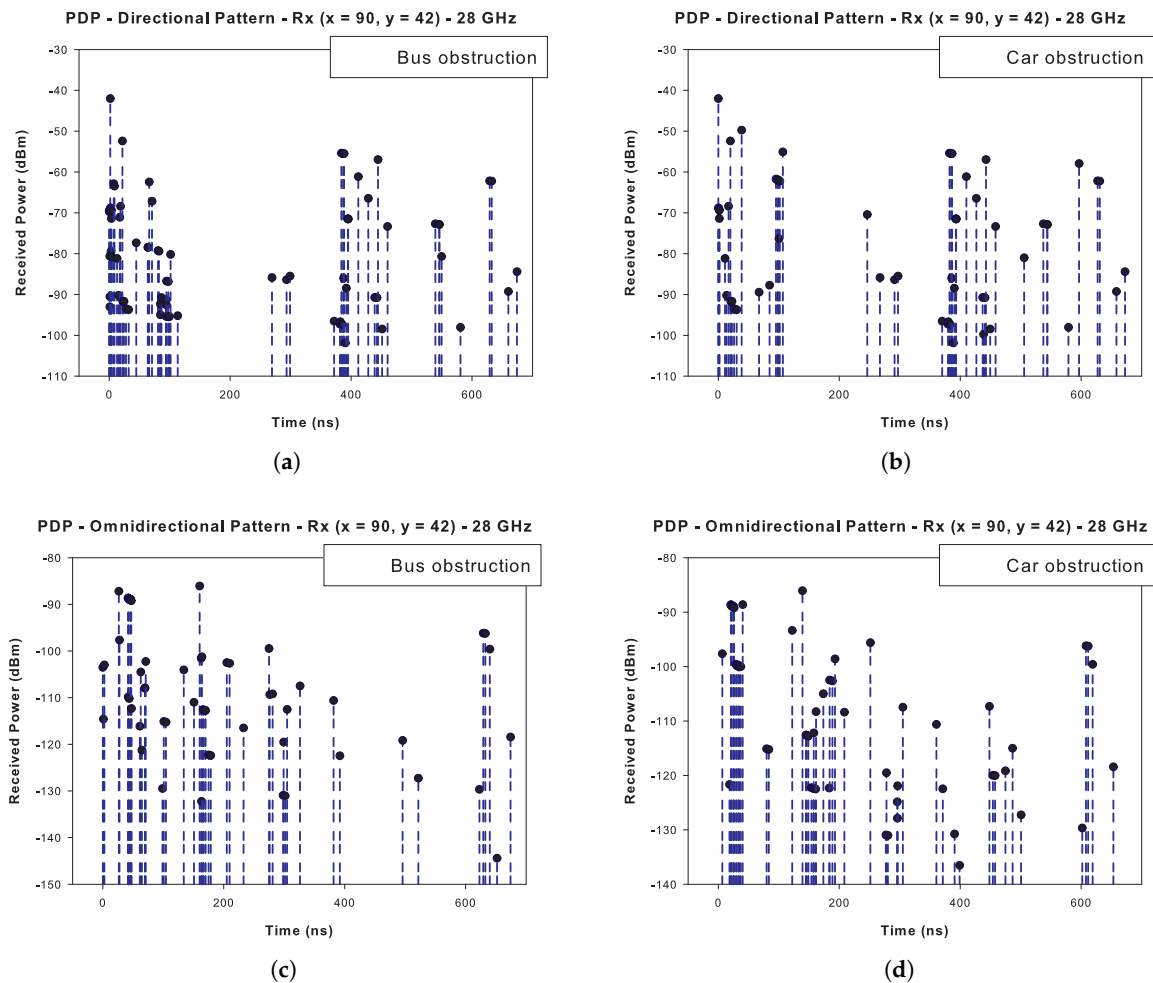 PDP - Directional Pattern - Rx (x = 90, y = 42) - 28 GHz
Bus obstruction
-30
-40
-50
-60
-70
-80
-90
-100
-110
Received Power (dBm)
0 200 400 600
Time (ns)
(a)
PDP - Directional Pattern - Rx (x = 90, y = 42) - 28 GHz
Car obstruction
-30
-40
-50
-60
-70
-80
-90
-100
-110
Received Power (dBm)
0 200 400 600
Time (ns)
(b)
PDP - Omnidirectional Pattern - Rx (x = 90, y = 42) - 28 GHz
Bus obstruction
-80
-90
-100
-110
-120
-130
-140
-150
Received Power (dBm)
0 200 400 600
Time (ns)
(c)
PDP - Omnidirectional Pattern - Rx (x = 90, y = 42) - 28 GHz
Car obstruction
-80
-90
-100
-110
-120
-130
-140
Received Power (dBm)
0 200 400 600
Time (ns)
(d)